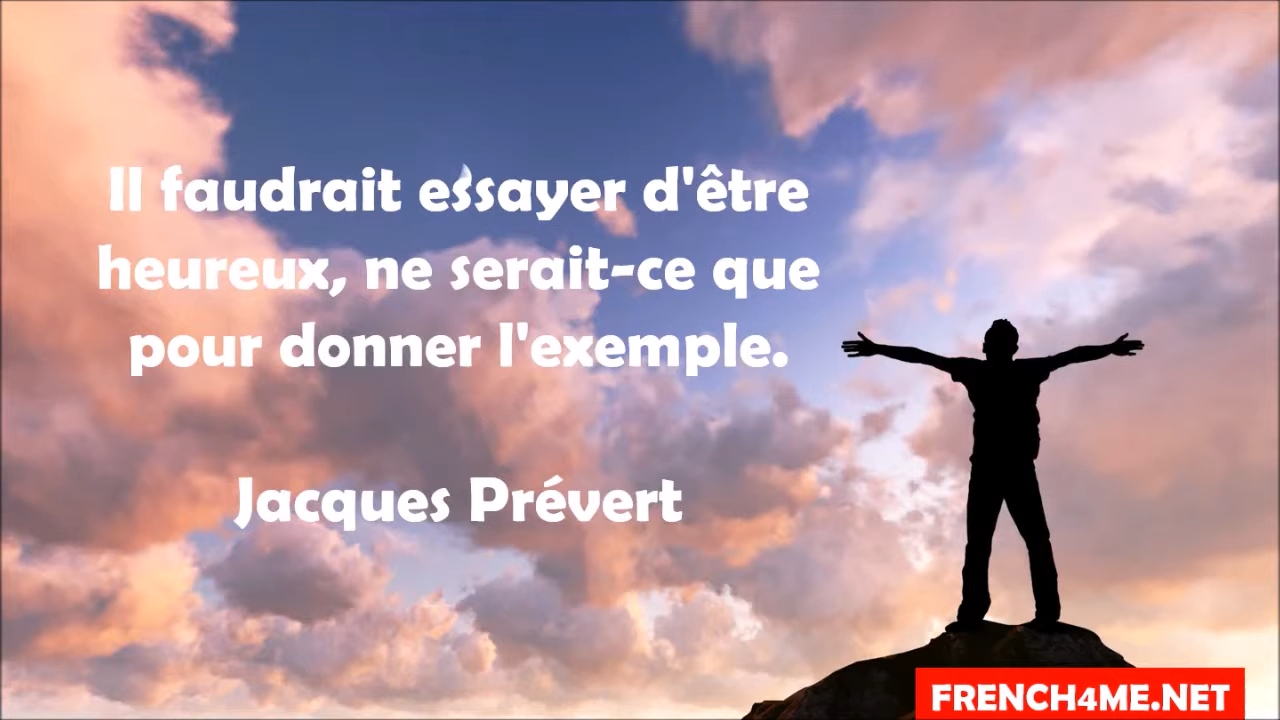 Il faudrait essayer d'être
heureux, ne serait-ce que
pour donner l'exemple.
Jacques Prévert
FRENCH4ME.NET